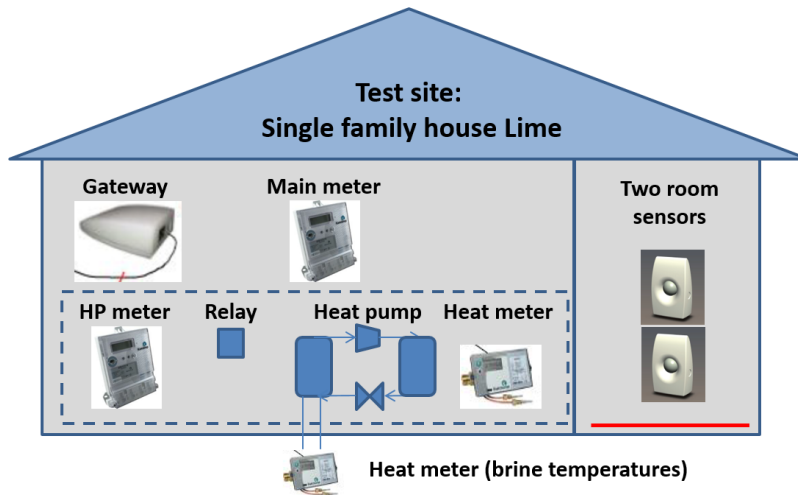 Test site:
Single family house Lime
Gateway
Main meter
Two room
sensors
HP meter
Relay
Heat pump
Heat meter
Heat meter (brine temperatures)